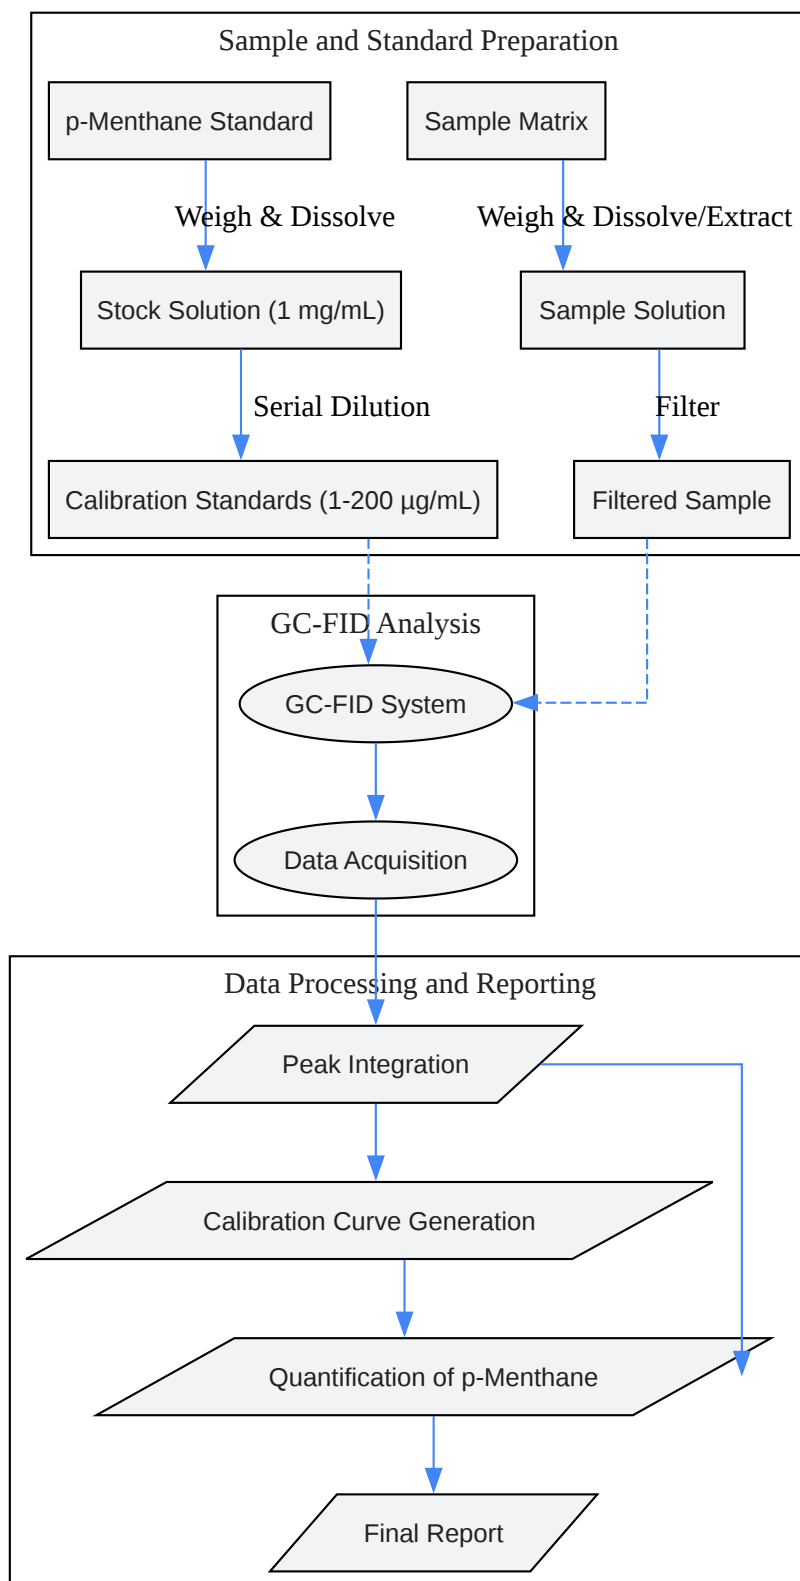 Sample and Standard Preparation
p-Menthane Standard
Sample Matrix
Weigh & Dissolve
Weigh & Dissolve/Extract
Stock Solution (1 mg/mL)
Sample Solution
Serial Dilution
Filter
Calibration Standards (1-200 µg/mL)
Filtered Sample
GC-FID Analysis
GC-FID System
Data Acquisition
Data Processing and Reporting
Peak Integration
Calibration Curve Generation
Quantification of p-Menthane
Final Report